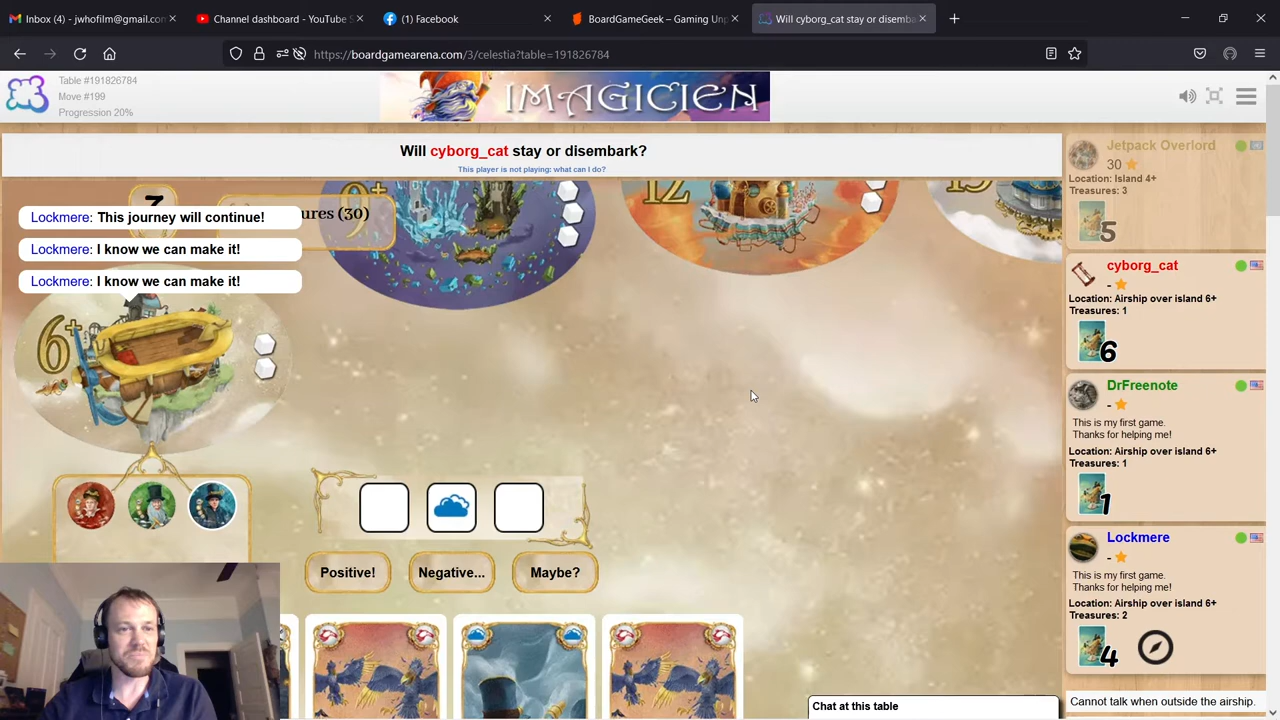 Inbox (4) - jwhofilm@gmail.com
Channel dashboard - YouTube S
(1) Facebook
BoardGameGeek – Gaming Unp
Will cyborg_cat stay or disemba
https://boardgamearena.com/3/celestia?table=191826784
Table #191826784
Move #199
Progression 20%
IMAGICIEN
Will cyborg_cat stay or disembark?
This player is not playing: what can I do?
Lockmere: This journey will continue!
ures (30)
Lockmere: I know we can make it!
Lockmere: I know we can make it!
9+
12
6+
Positive!
Negative...
Maybe?
Jetpack Overlord
30
Location: Island 4+
Treasures: 3
5
cyborg_cat
-
Location: Airship over island 6+
Treasures: 1
6
DrFreenote
-
This is my first game.
Thanks for helping me!
Location: Airship over island 6+
Treasures: 1
1
Lockmere
-
This is my first game.
Thanks for helping me!
Location: Airship over island 6+
Treasures: 2
4
Cannot talk when outside the airship.
Chat at this table